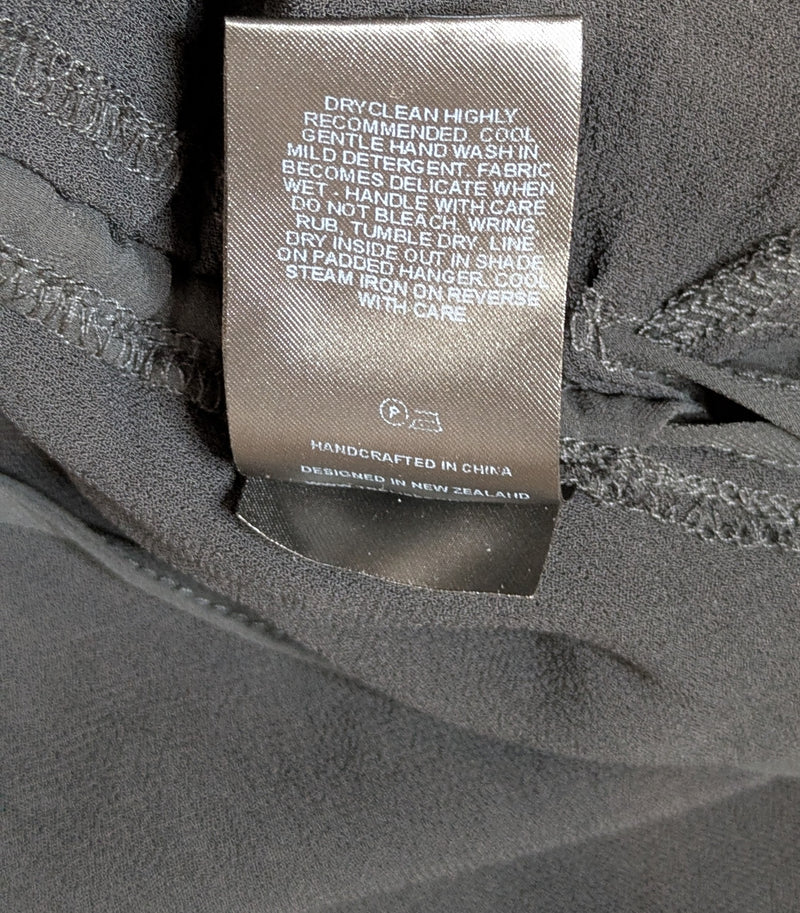 DRYCLEAN HIGHLY
RECOMMENDED. COOL
GENTLE HAND WASH IN
MILD DETERGENT. FABRIC
BECOMES DELICATE WHEN
WET - HANDLE WITH CARE
DO NOT BLEACH, WRING,
RUB, TUMBLE DRY. LINE
DRY INSIDE OUT IN SHADE
ON PADDED HANGER. COOL
STEAM IRON ON REVERSE
WITH CARE
P
HANDCRAFTED IN CHINA
DESIGNED IN NEW ZEALAND